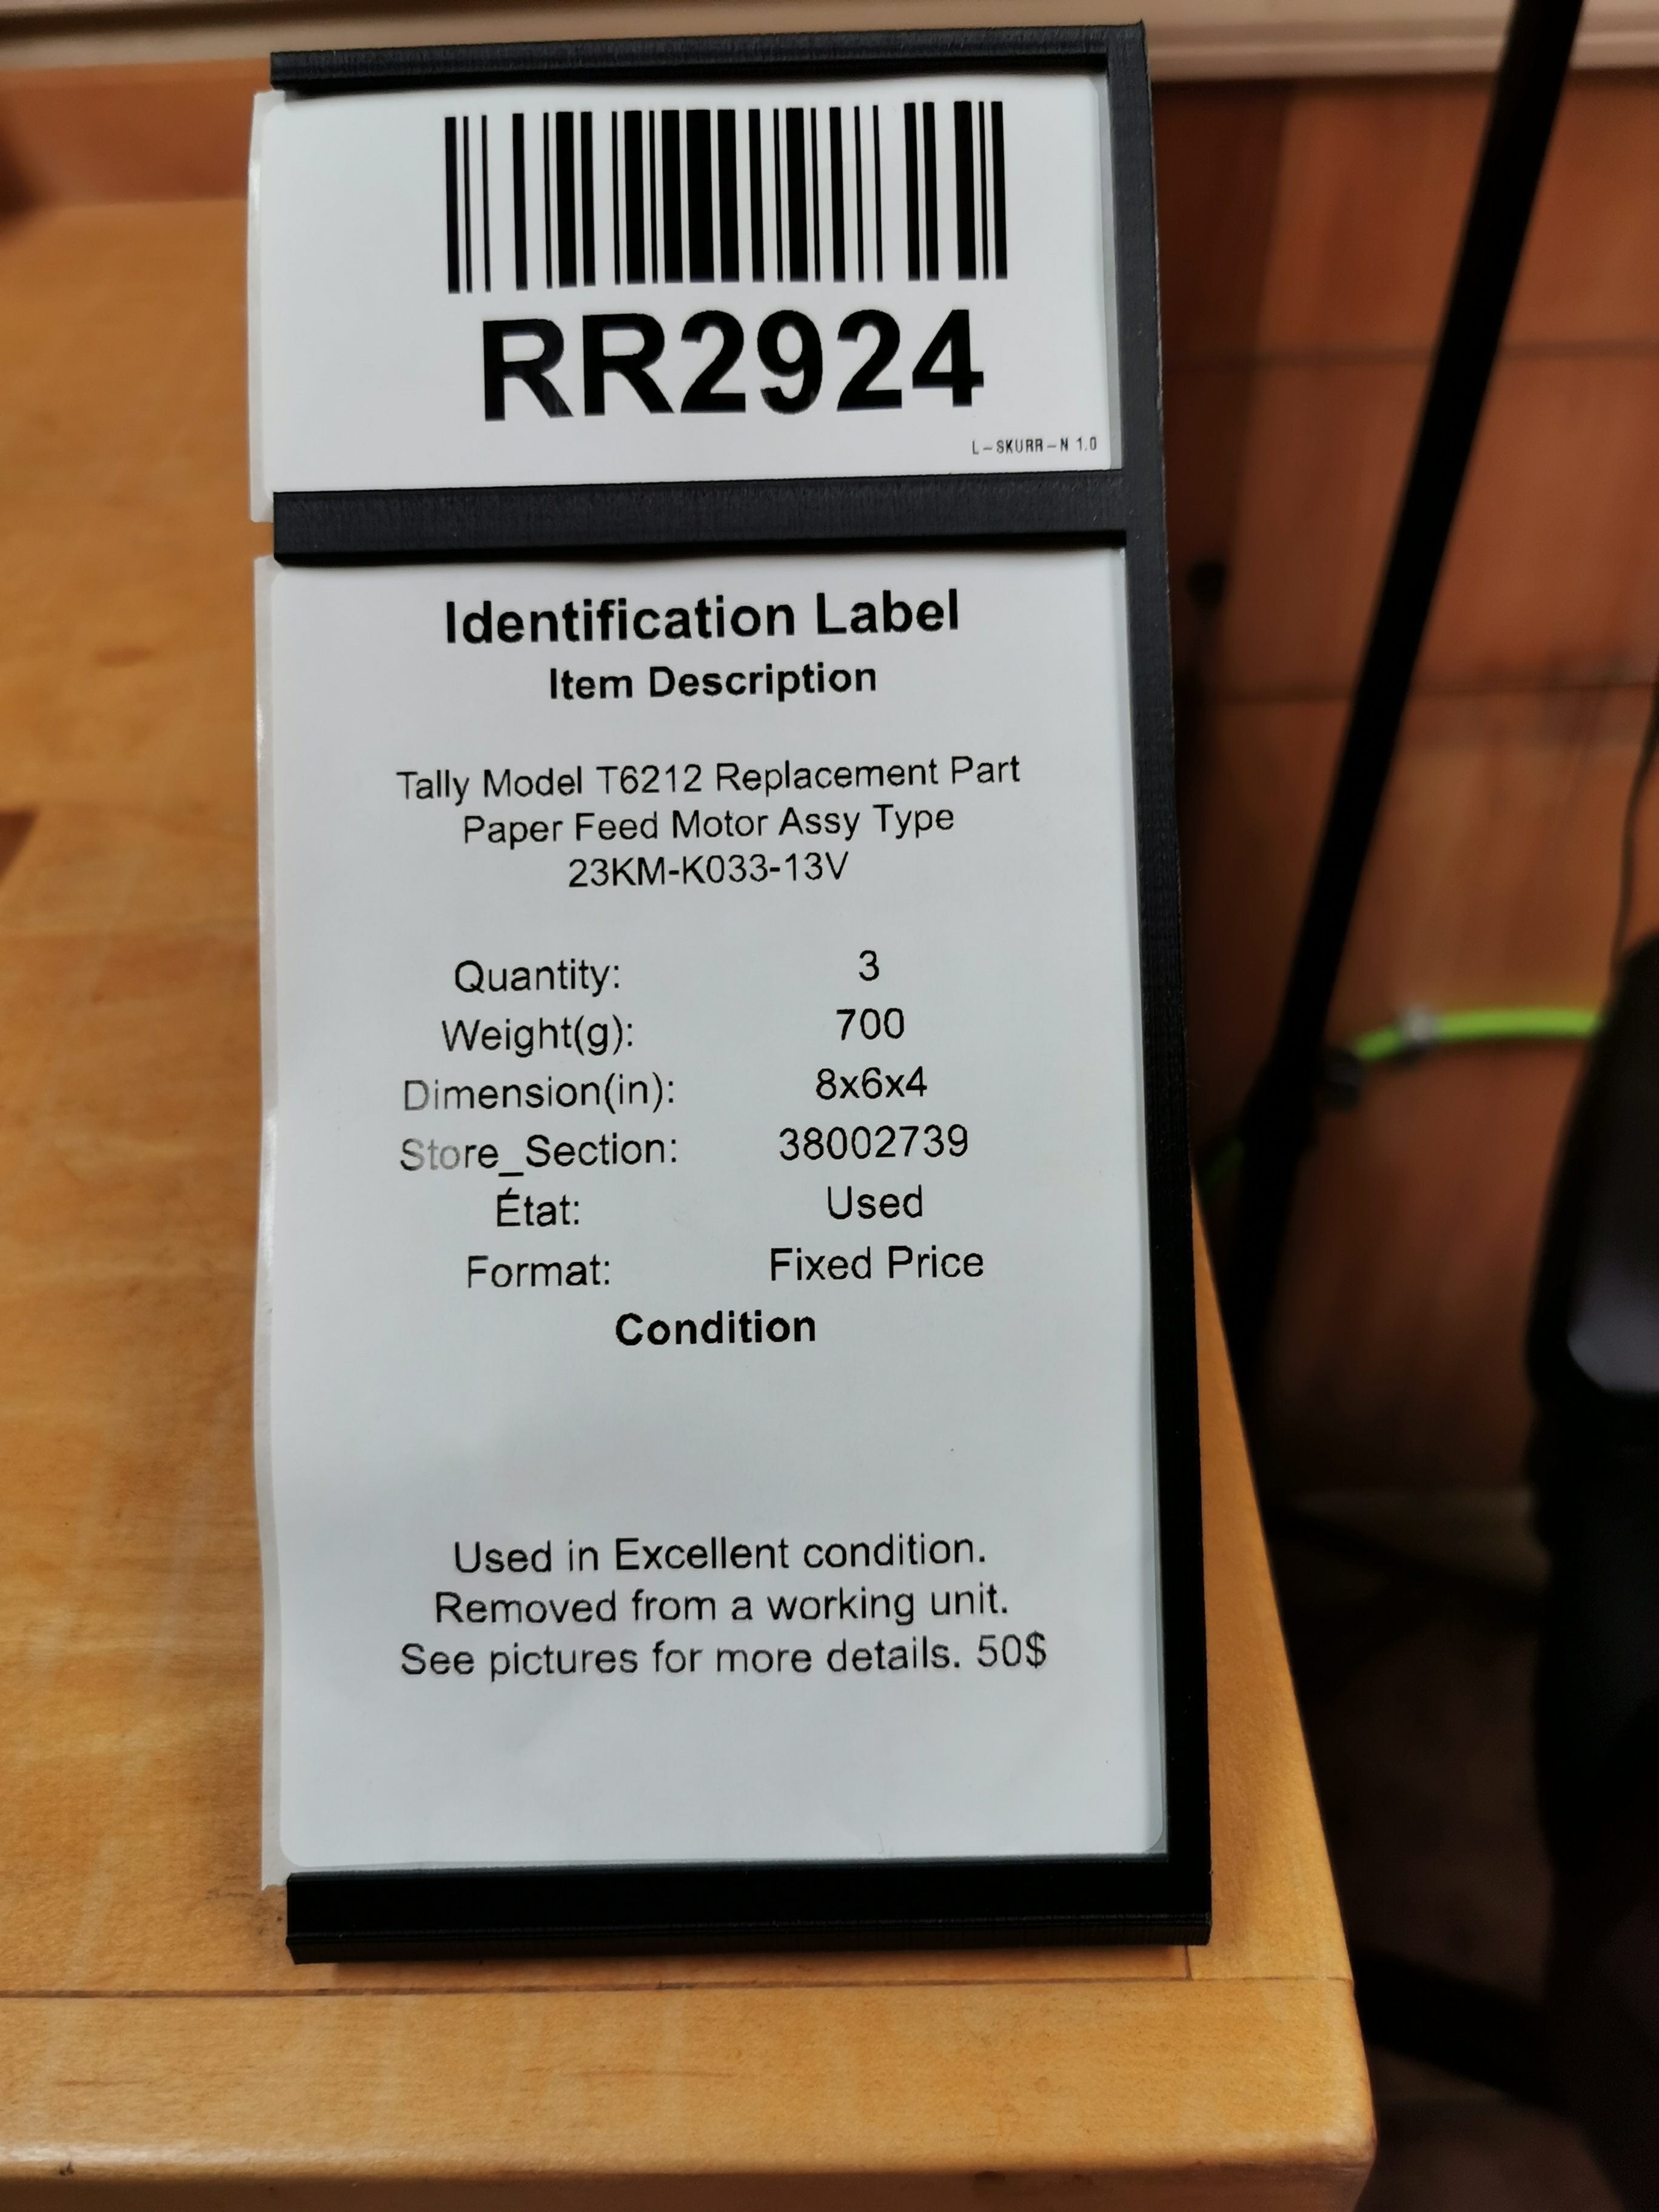 RR2924
L-SKURR-N 1.0
Identification Label
Item Description
Tally Model T6212 Replacement Part
Paper Feed Motor Assy Type
23KM-K033-13V
Quantity: 3
Weight(g): 700
Dimension(in): 8x6x4
Store_Section: 38002739
État: Used
Format: Fixed Price
Condition
Used in Excellent condition.
Removed from a working unit.
See pictures for more details. 50$